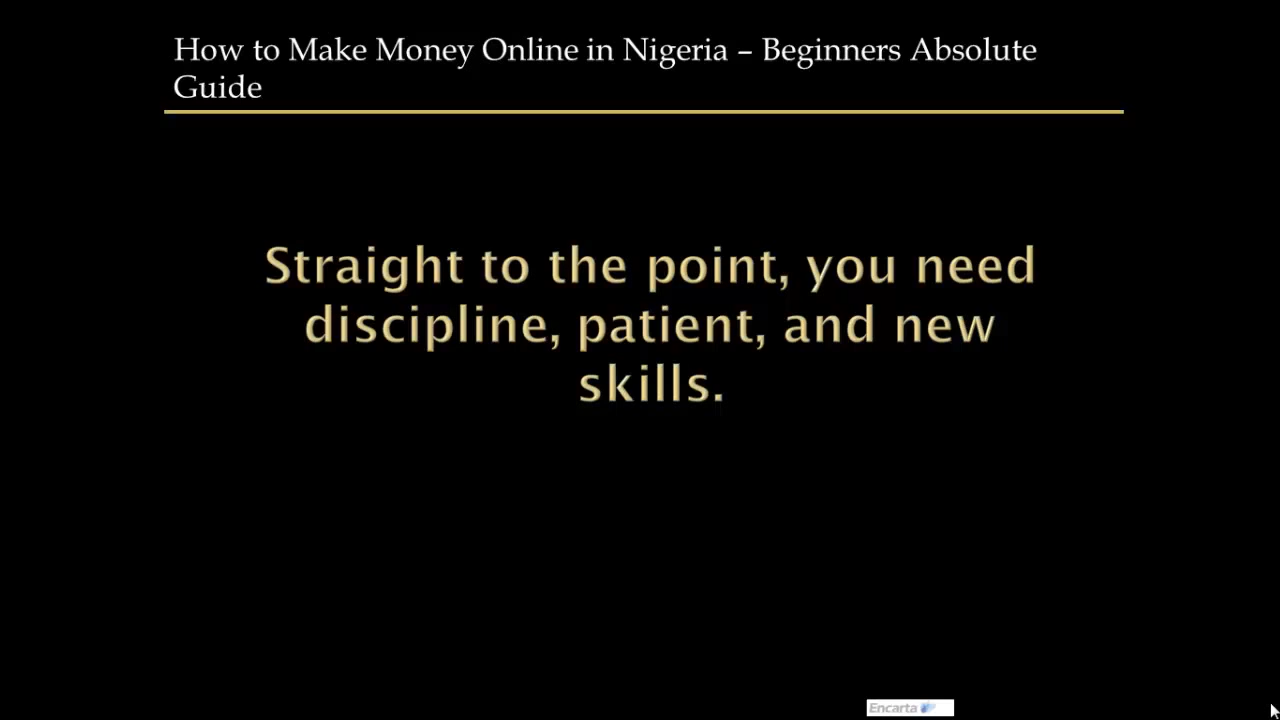 How to Make Money Online in Nigeria – Beginners Absolute
Guide
Straight to the point, you need
discipline, patient, and new
skills.
Encarta